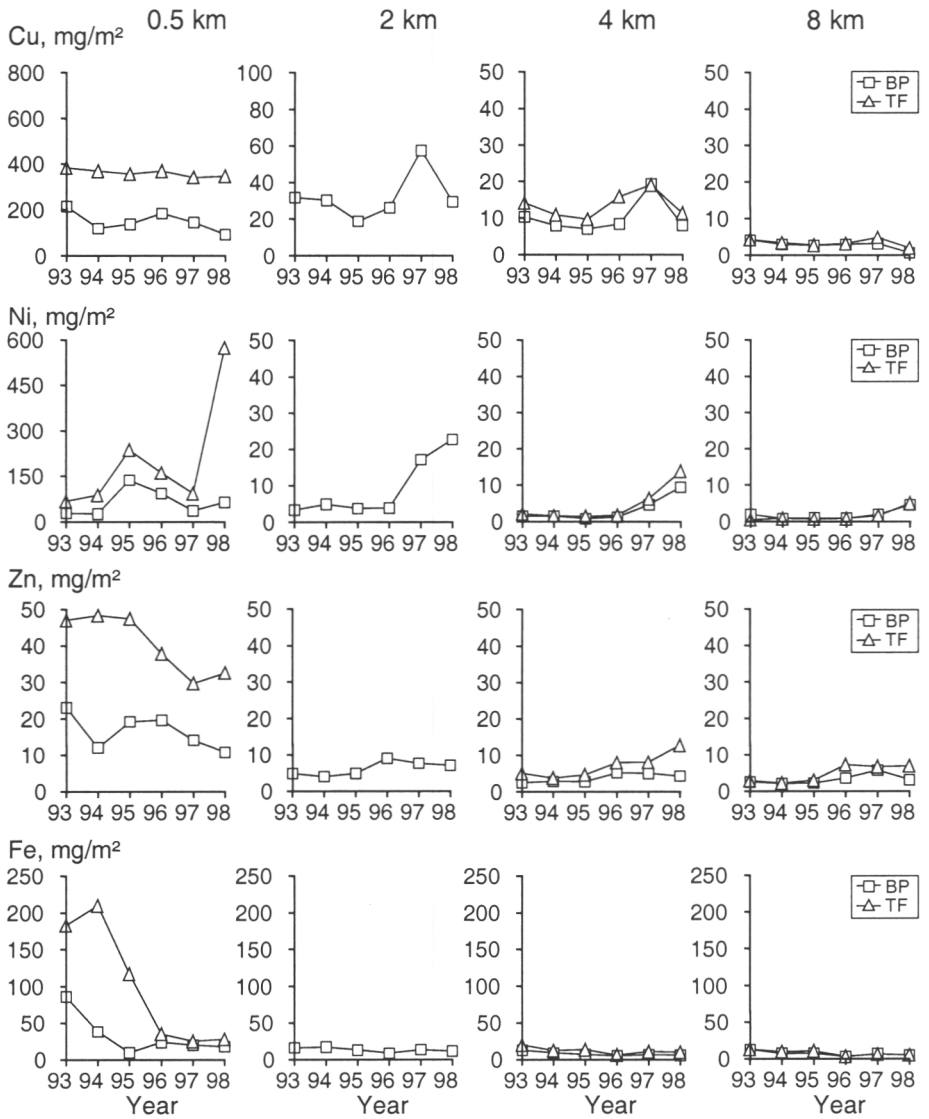 0.5 km 2 km 4 km 8 km
Cu, mg/m²
800 100 50 50
BP
TF
600 80 40 40
60 30 30
400
40 20 20
200 20 10 10
0 0 0 0
93 94 95 96 97 98 93 94 95 96 97 98 93 94 95 96 97 98 93 94 95 96 97 98
Ni, mg/m²
600 50 50 50
BP
TF
450 40 40 40
300 30 30 30
20 20 20
150 10 10 10
0 0 0 0
93 94 95 96 97 98 93 94 95 96 97 98 93 94 95 96 97 98 93 94 95 96 97 98
Zn, mg/m²
50 50 50 50
BP
TF
40 40 40 40
30 30 30 30
20 20 20 20
10 10 10 10
0 0 0 0
93 94 95 96 97 98 93 94 95 96 97 98 93 94 95 96 97 98 93 94 95 96 97 98
Fe, mg/m²
250 250 250 250
BP
TF
200 200 200 200
150 150 150 150
100 100 100 100
50 50 50 50
0 0 0 0
93 94 95 96 97 98 93 94 95 96 97 98 93 94 95 96 97 98 93 94 95 96 97 98
Year Year Year Year